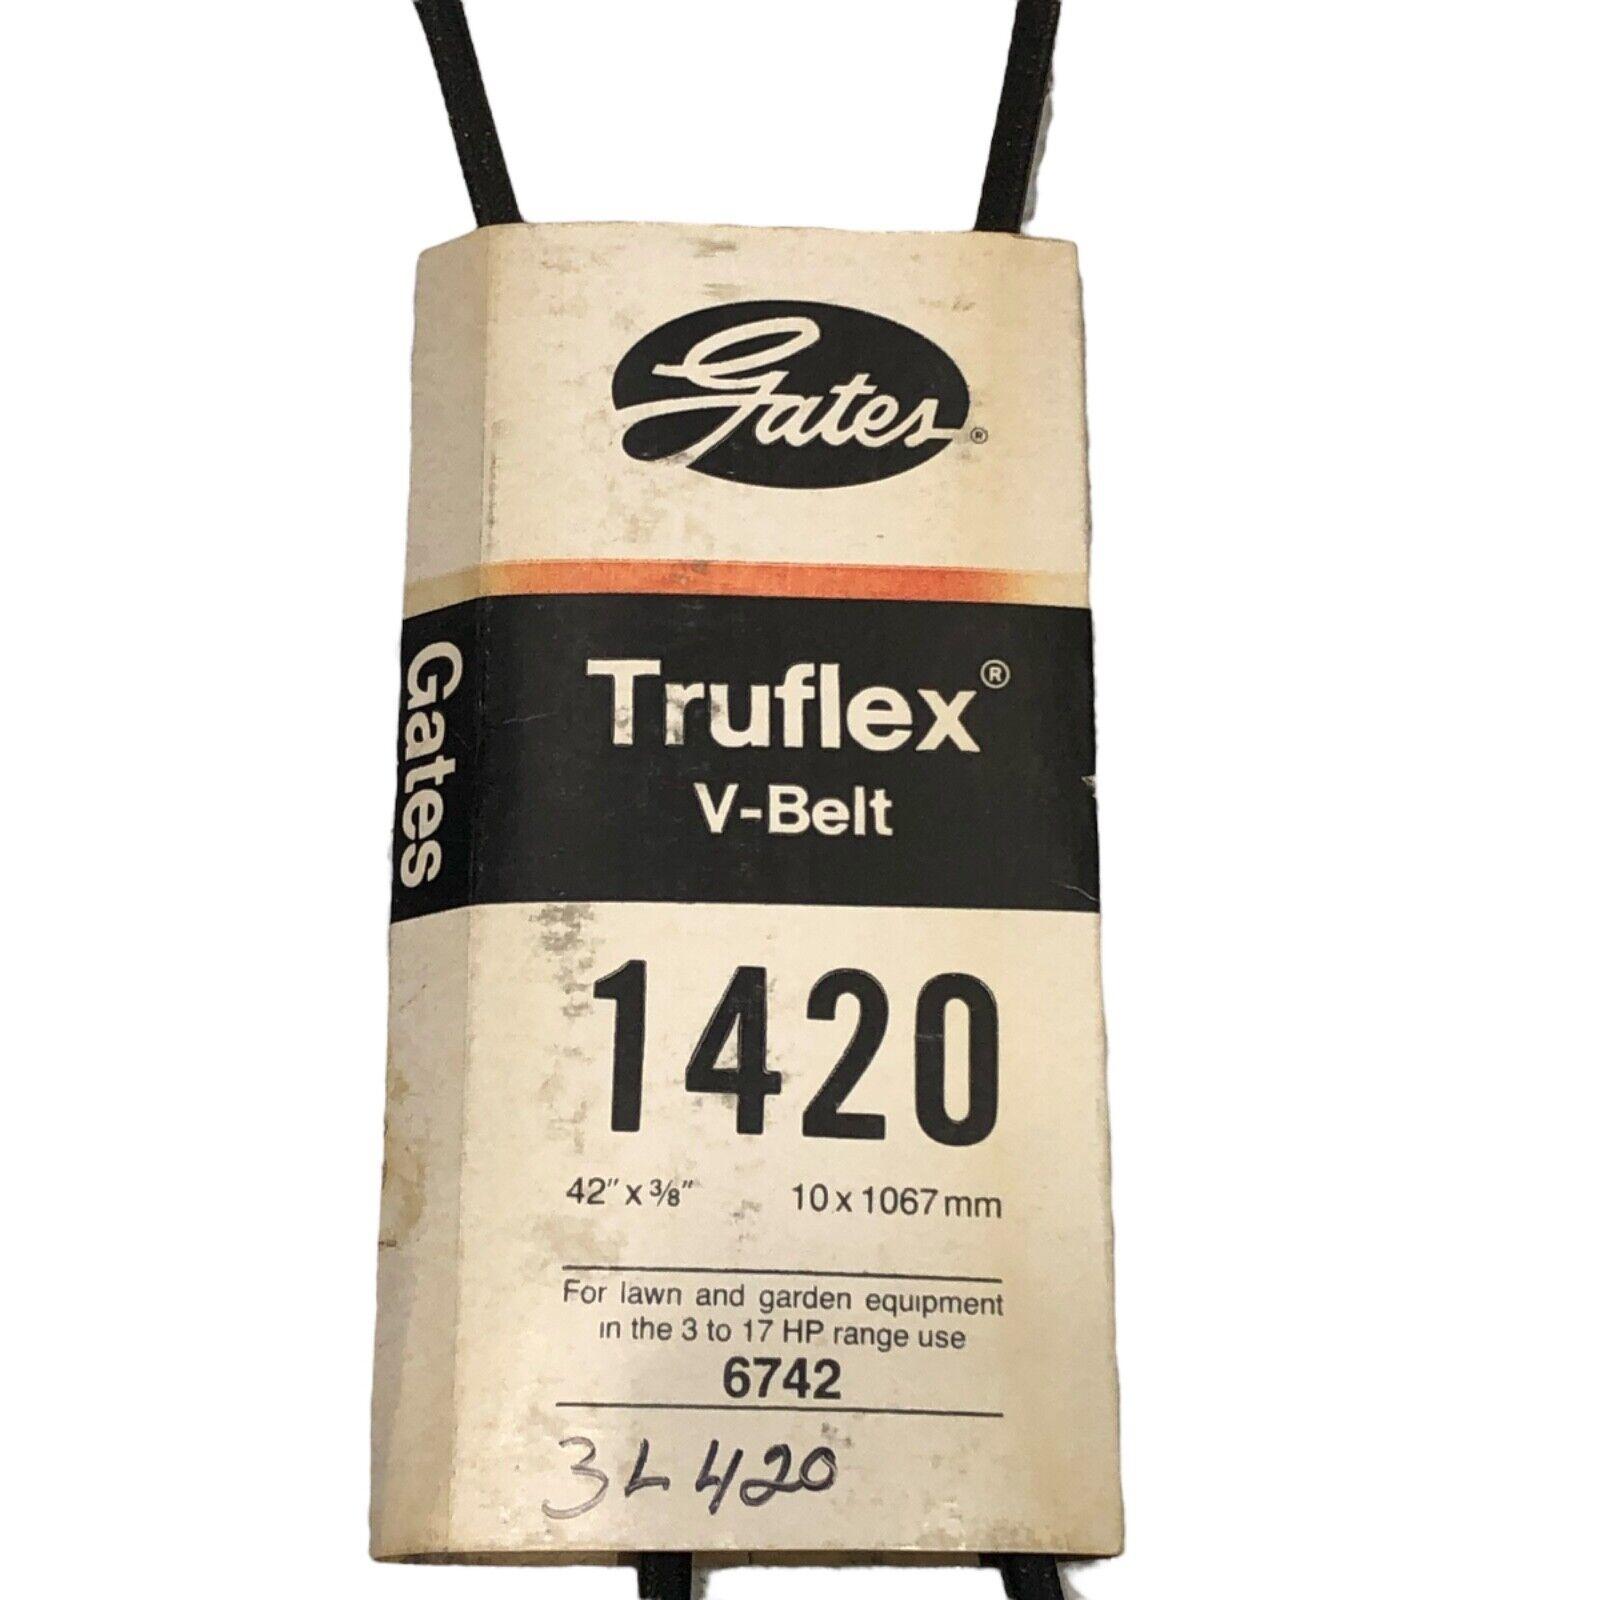 Gates ®
Gates
Truflex®
V-Belt
1420
42" x 3/8" 10 x 1067 mm
For lawn and garden equipment
in the 3 to 17 HP range use
6742
3L420